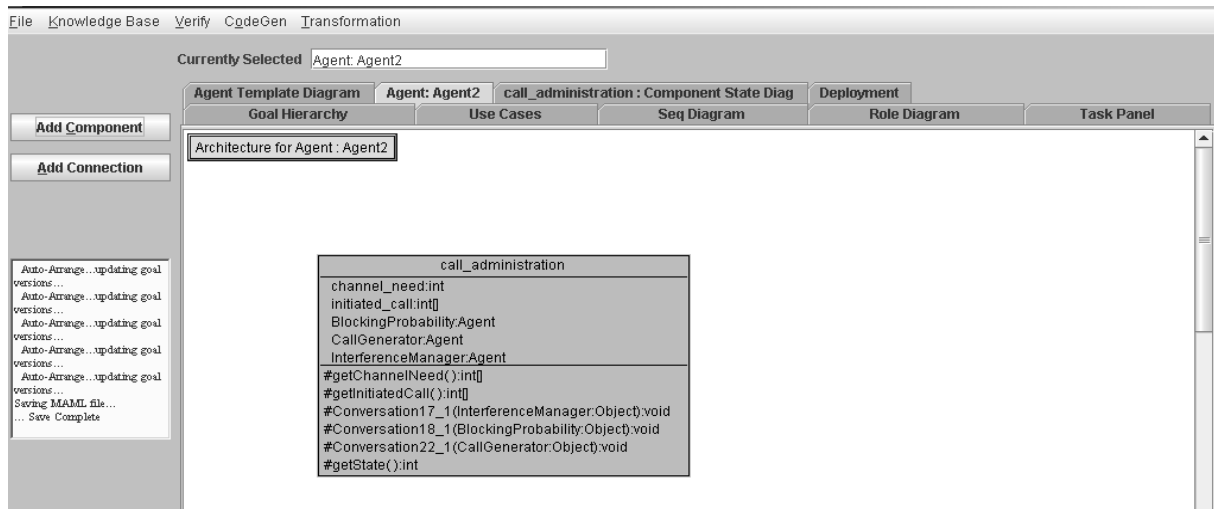 File Knowledge Base Verify CodeGen Transformation
Currently Selected Agent: Agent2
Agent Template Diagram Agent: Agent2 call_administration : Component State Diag Deployment
Goal Hierarchy Use Cases Seq Diagram Role Diagram Task Panel
Add Component
Add Connection
Architecture for Agent : Agent2
call_administration
channel_need:int
initiated_call:int[]
BlockingProbability:Agent
CallGenerator:Agent
InterferenceManager:Agent
#getChannelNeed():int[]
#getInitiatedCall():int[]
#Conversation17_1(InterferenceManager:Object):void
#Conversation18_1(BlockingProbability:Object):void
#Conversation22_1(CallGenerator:Object):void
#getState():int
Auto-Arrange...updating goal
versions...
Auto-Arrange...updating goal
versions...
Auto-Arrange...updating goal
versions...
Auto-Arrange...updating goal
versions...
Auto-Arrange...updating goal
versions...
Saving MAML file...
... Save Complete